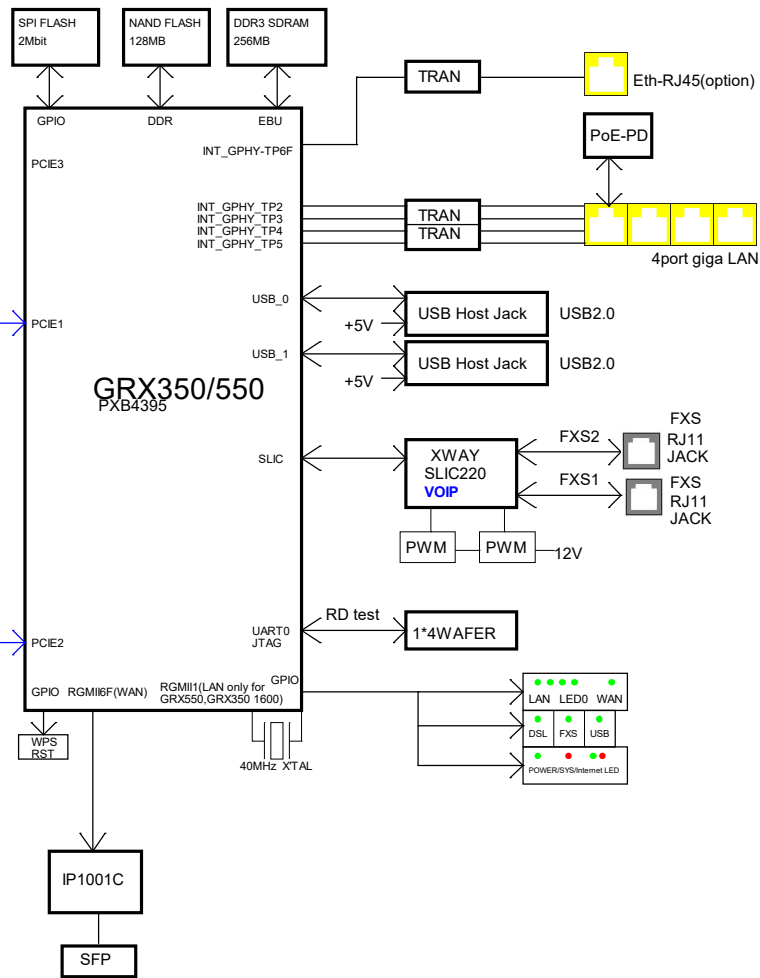 SPI FLASH
2Mbit
NAND FLASH
128MB
DDR3 SDRAM
256MB
TRAN
Eth-RJ45(option)
GPIO
DDR
EBU
PoE-PD
INT_GPHY-TP6F
PCIE3
INT_GPHY_TP2
INT_GPHY_TP3
INT_GPHY_TP4
INT_GPHY_TP5
TRAN
TRAN
4port giga LAN
USB_0
USB Host Jack
USB2.0
+5V
PCIE1
USB_1
USB Host Jack
USB2.0
+5V
GRX350/550
PXB4395
SLIC
XWAY
SLIC220
VOIP
FXS2
FXS
RJ11
JACK
FXS1
FXS
RJ11
JACK
PWM
PWM
12V
RD test
UART0
JTAG
1*4WAFER
PCIE2
GPIO
RGMII6F(WAN)
RGMII1(LAN only for
GRX550,GRX350 1600)
GPIO
LAN
LED0
WAN
DSL
FXS
USB
POWER/SYS/Internet LED
WPS
RST
40MHz X'TAL
IP1001C
SFP